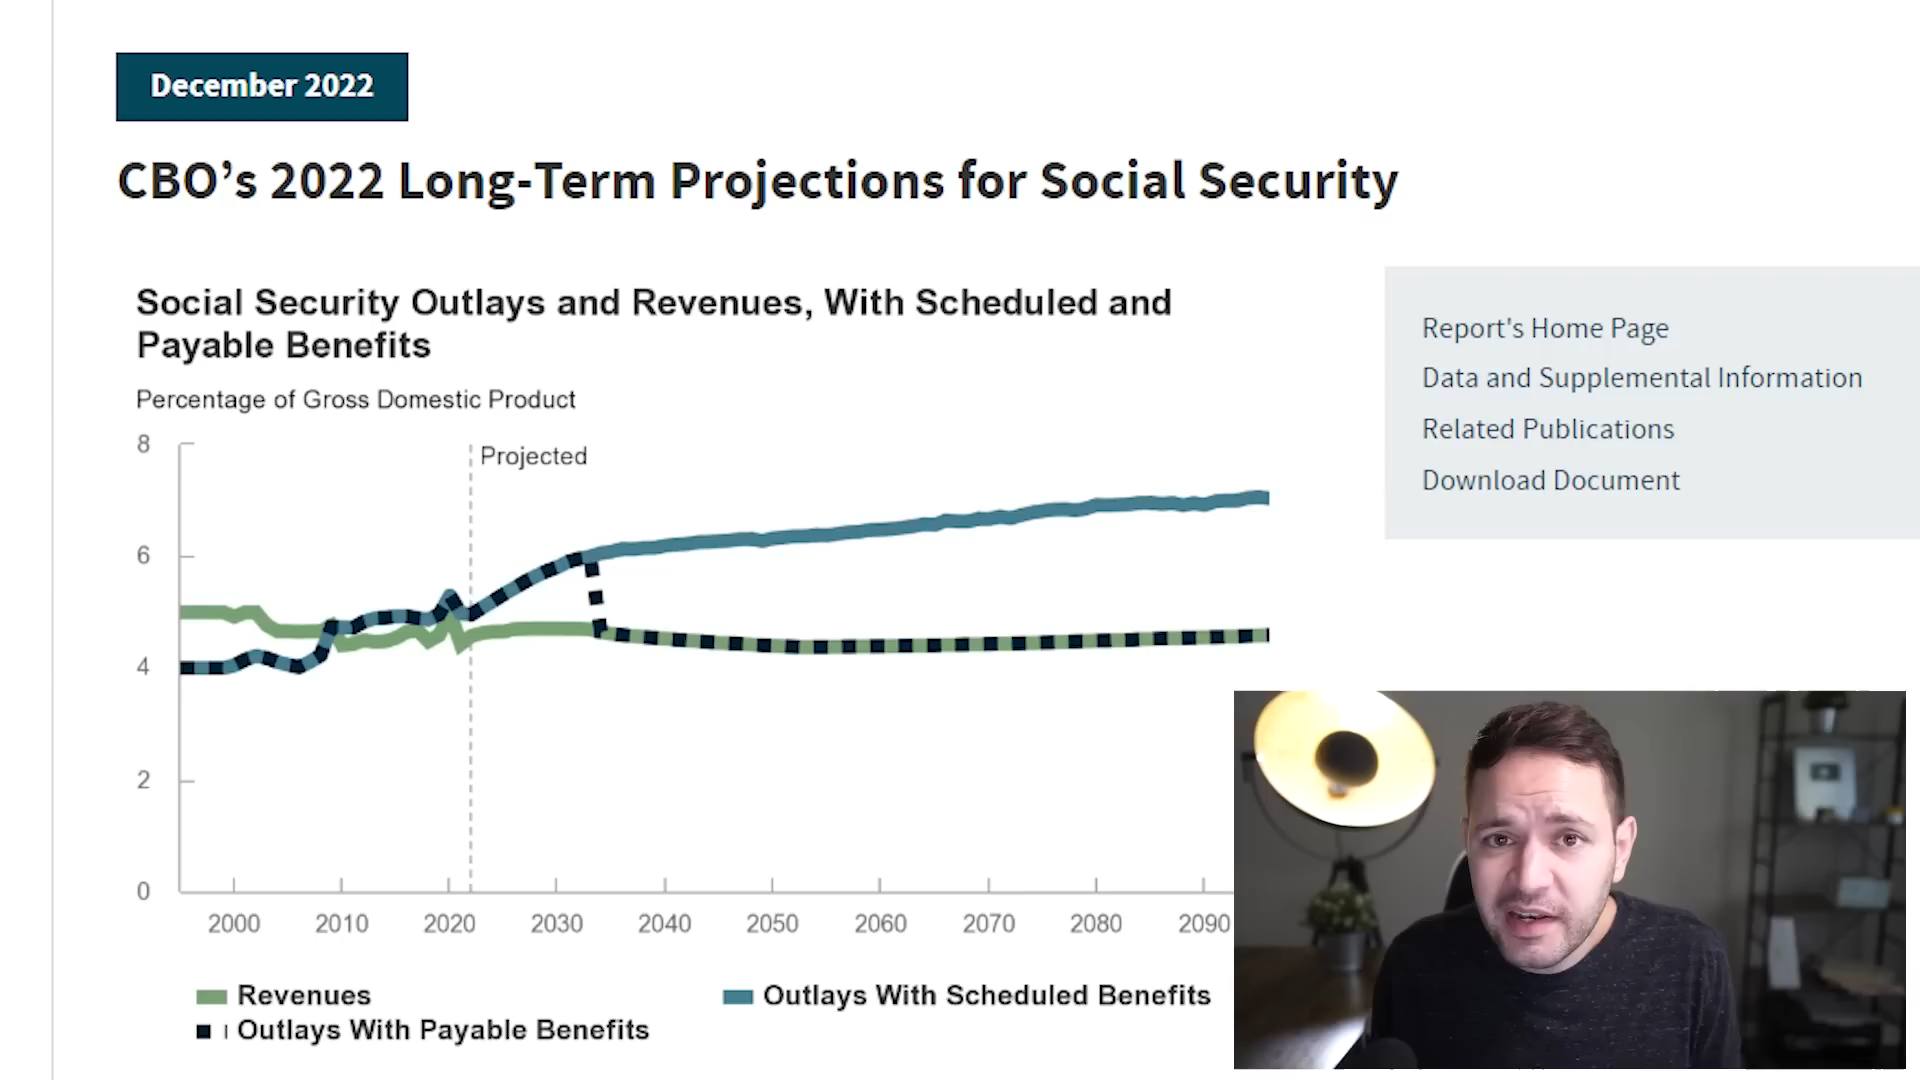 December 2022
CBO’s 2022 Long-Term Projections for Social Security
Social Security Outlays and Revenues, With Scheduled and
Payable Benefits
Percentage of Gross Domestic Product
Report's Home Page
Data and Supplemental Information
Related Publications
Download Document
8
Projected
6
4
2
0
2000 2010 2020 2030 2040 2050 2060 2070 2080 2090
Revenues
Outlays With Scheduled Benefits
Outlays With Payable Benefits